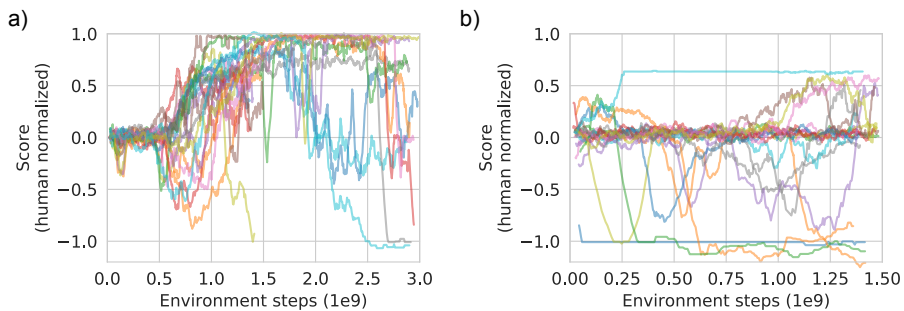 a)
1.0
0.5
0.0
−0.5
−1.0
Score
(human normalized)
0.0 0.5 1.0 1.5 2.0 2.5 3.0
Environment steps (1e9)
b)
1.0
0.5
0.0
−0.5
−1.0
Score
(human normalized)
0.00 0.25 0.50 0.75 1.00 1.25 1.50
Environment steps (1e9)